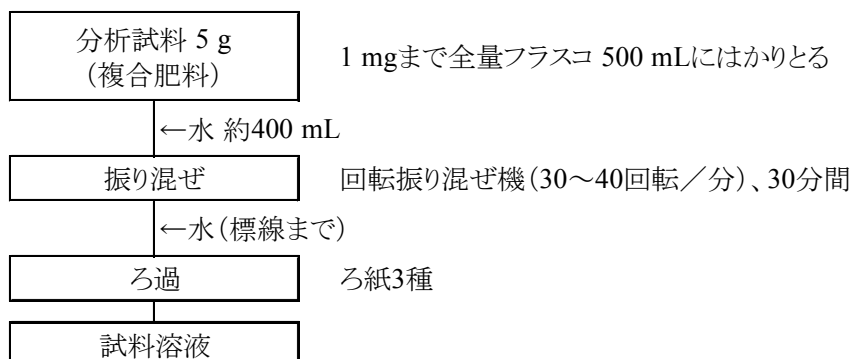 分析試料 5 g
（複合肥料）
1 mgまで全量フラスコ 500 mLにはかりとる
←水 約400 mL
振り混ぜ
回転振り混ぜ機（30～40回転／分）、30分間
←水（標線まで）
ろ過
ろ紙3種
試料溶液